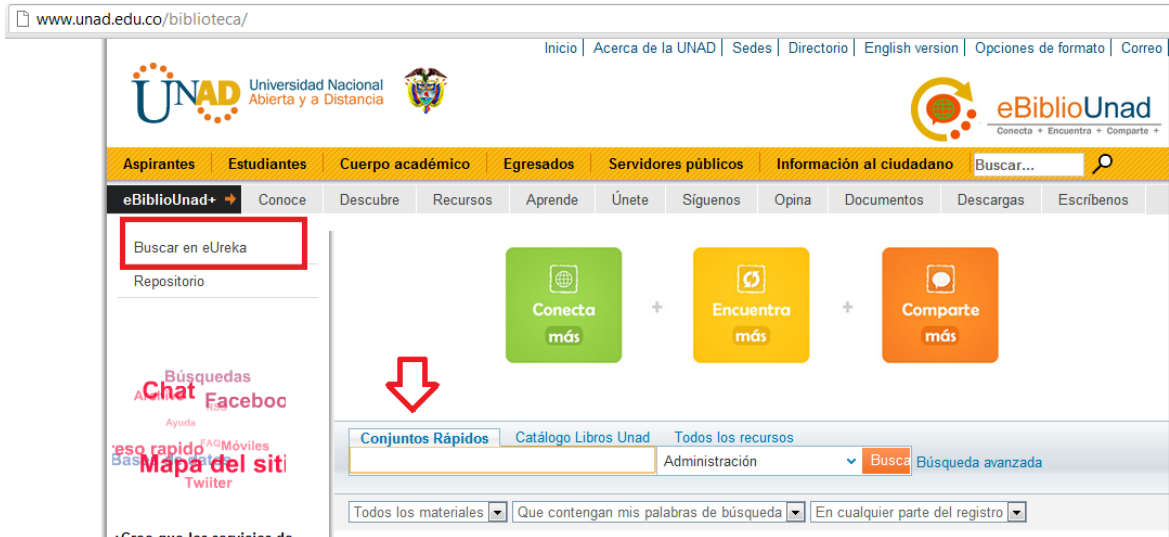 www.unad.edu.co/biblioteca/
Inicio | Acerca de la UNAD | Sedes | Directorio | English version | Opciones de formato | Correo |
UNAD Universidad Nacional
Abierta y a Distancia
eBiblioUnad
Conecta + Encuentra + Comparte +
Aspirantes Estudiantes Cuerpo académico Egresados Servidores públicos Información al ciudadano Buscar...
eBiblioUnad+ Conoce Descubre Recursos Aprende Únete Síguenos Opina Documentos Descargas Escríbenos
Buscar en eUreka
Repositorio
Conecta
más
+
Encuentra
más
+
Comparte
más
Búsquedas
Chat
Faceboo
RSS
Ayuda
eso rapido FAQ Móviles
Mapa del siti
Twiiter
Conjuntos Rápidos Catálogo Libros Unad Todos los recursos
Administración Busca Búsqueda avanzada
Todos los materiales Que contengan mis palabras de búsqueda En cualquier parte del registro